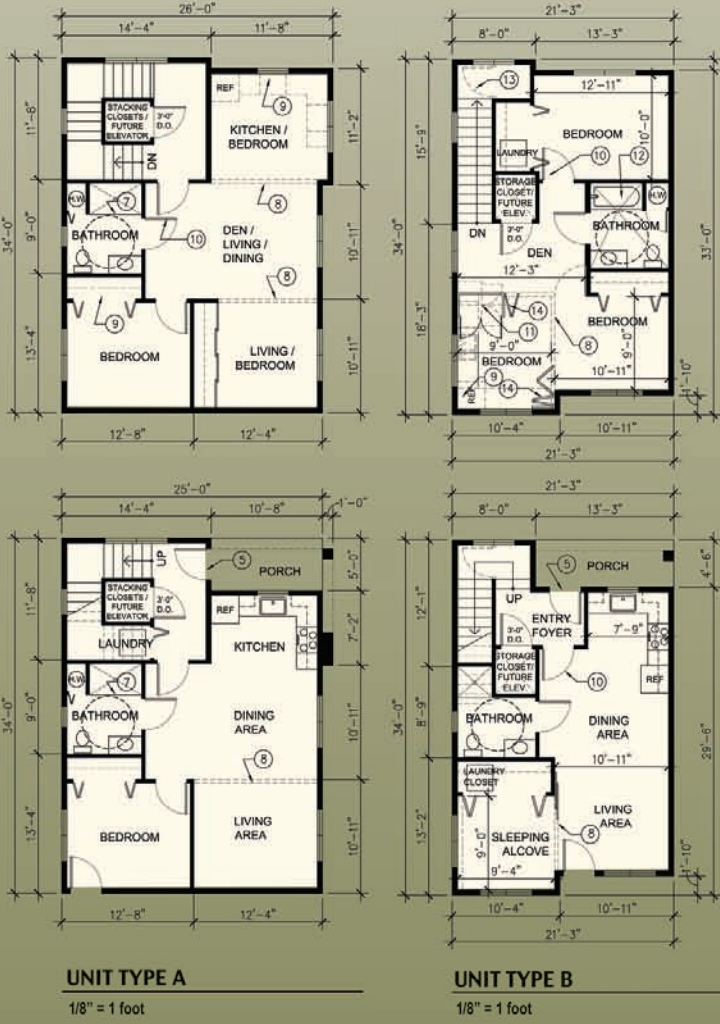 26'-0"
14'-4"
11'-8"
11'-8"
9'-0"
13'-4"
34'-0"
STACKING
CLOSETS /
FUTURE
ELEVATOR
3'-0"
D.O.
DN
REF
9
KITCHEN /
BEDROOM
11'-2"
H.W
7
BATHROOM
10
8
DEN /
LIVING /
DINING
10'-11"
8
9
BEDROOM
LIVING /
BEDROOM
10'-11"
12'-8"
12'-4"
21'-3"
8'-0"
13'-3"
15'-9"
34'-0"
18'-3"
33'-0"
13
12'-11"
BEDROOM
10'-0"
LAUNDRY
10
12
STORAGE
CLOSET/
FUTURE
ELEV.
H.W
BATHROOM
3'-0"
D.O.
DN
DEN
12'-3"
14
11
8
BEDROOM
9'-0"
9'-0"
BEDROOM
9
14
REF
10'-11"
1'-10"
10'-4"
10'-11"
21'-3"
25'-0"
14'-4"
10'-8"
1'-0"
11'-8"
9'-0"
13'-4"
34'-0"
UP
5
PORCH
5'-0"
STACKING
CLOSETS /
FUTURE
ELEVATOR
3'-0"
D.O.
REF
LAUNDRY
KITCHEN
7'-2"
H.W
7
BATHROOM
DINING
AREA
10'-11"
8
BEDROOM
LIVING
AREA
10'-11"
12'-8"
12'-4"
21'-3"
8'-0"
13'-3"
12'-1"
8'-9"
13'-2"
34'-0"
4'-6"
29'-6"
5
PORCH
UP
ENTRY
FOYER
3'-0"
D.O.
7'-9"
STORAGE
CLOSET/
FUTURE
ELEV.
10
REF
BATHROOM
DINING
AREA
10'-11"
LAUNDRY
CLOSET
LIVING
AREA
8
9'-0"
SLEEPING
ALCOVE
9'-4"
1'-10"
10'-4"
10'-11"
21'-3"
UNIT TYPE A
1/8" = 1 foot
UNIT TYPE B
1/8" = 1 foot